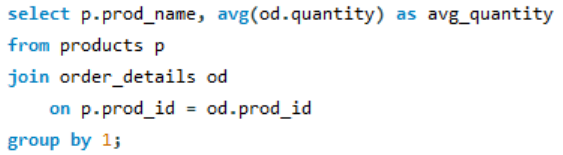 select p.prod_name, avg(od.quantity) as avg_quantity
from products p
join order_details od
    on p.prod_id = od.prod_id
group by 1;